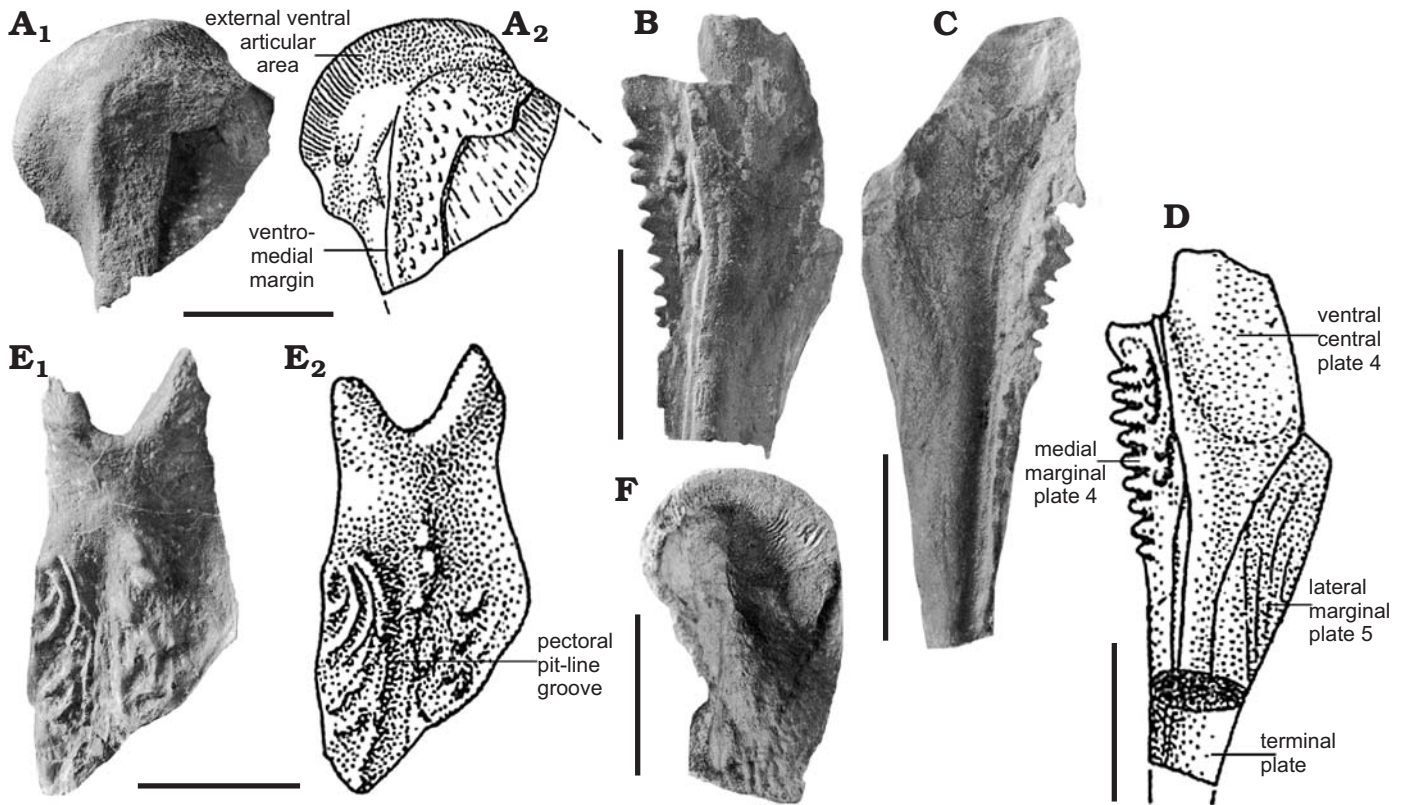 A1
external ventral
articular
area
A2
B
C
ventro-
medial
margin
D
ventral
central
plate 4
E1
E2
medial
marginal
plate 4
F
lateral
marginal
plate 5
pectoral
pit-line
groove
terminal
plate